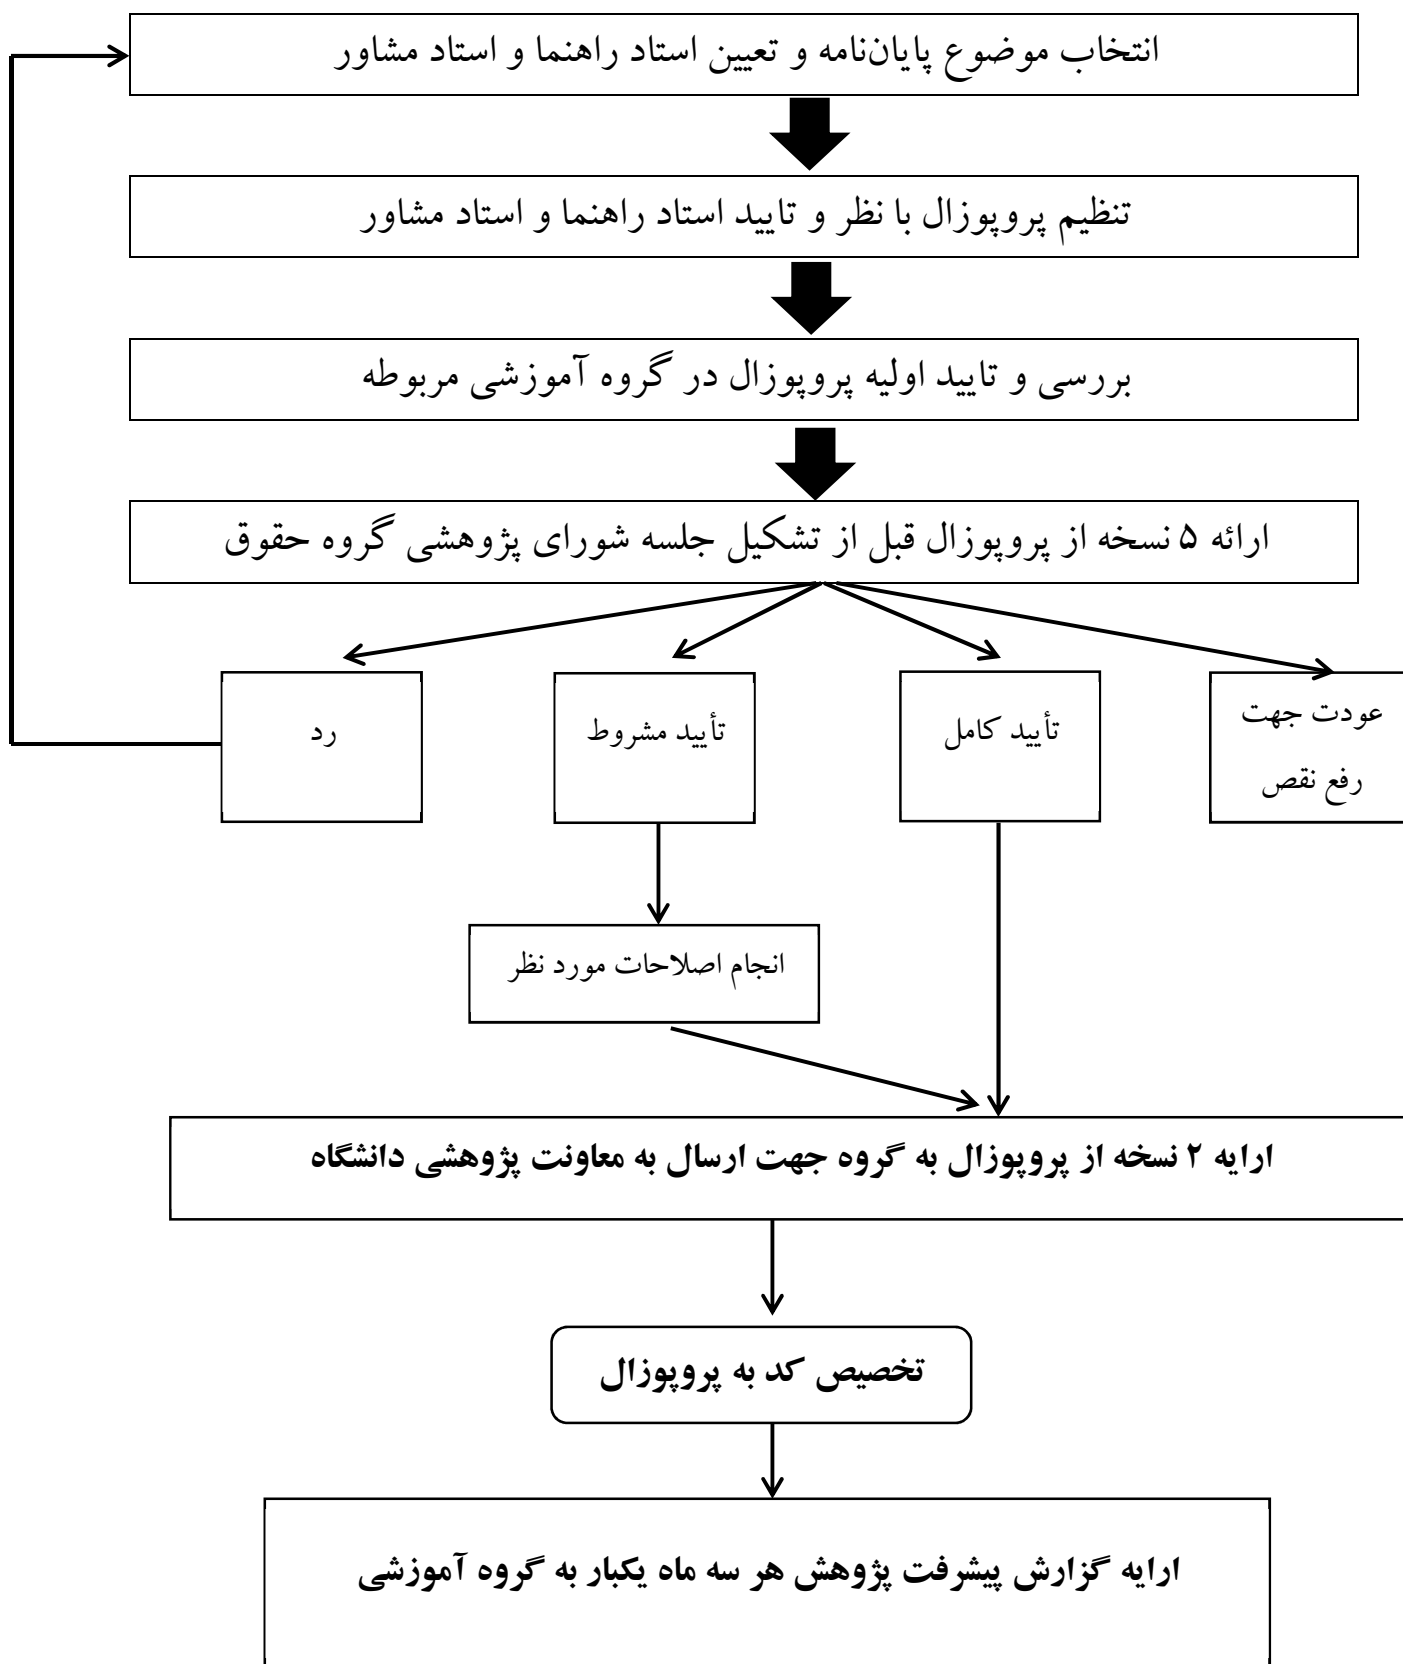 انتخاب موضوع پایان‌نامه و تعیین استاد راهنما و استاد مشاور
تنظیم پروپوزال با نظر و تایید استاد راهنما و استاد مشاور
بررسی و تایید اولیه پروپوزال در گروه آموزشی مربوطه
ارائه ۵ نسخه از پروپوزال قبل از تشکیل جلسه شورای پژوهشی گروه حقوق
عودت جهت
رفع نقص
تأیید کامل
تأیید مشروط
رد
انجام اصلاحات مورد نظر
ارایه ۲ نسخه از پروپوزال به گروه جهت ارسال به معاونت پژوهشی دانشگاه
تخصیص کد به پروپوزال
ارایه گزارش پیشرفت پژوهش هر سه ماه یکبار به گروه آموزشی